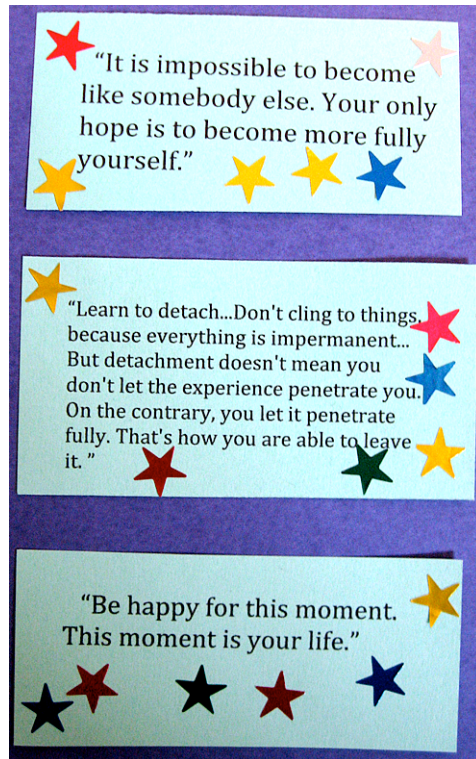 “It is impossible to become
like somebody else. Your only
hope is to become more fully
yourself.”
“Learn to detach...Don't cling to things,
because everything is impermanent...
But detachment doesn't mean you
don't let the experience penetrate you.
On the contrary, you let it penetrate
fully. That's how you are able to leave
it. ”
“Be happy for this moment.
This moment is your life.”